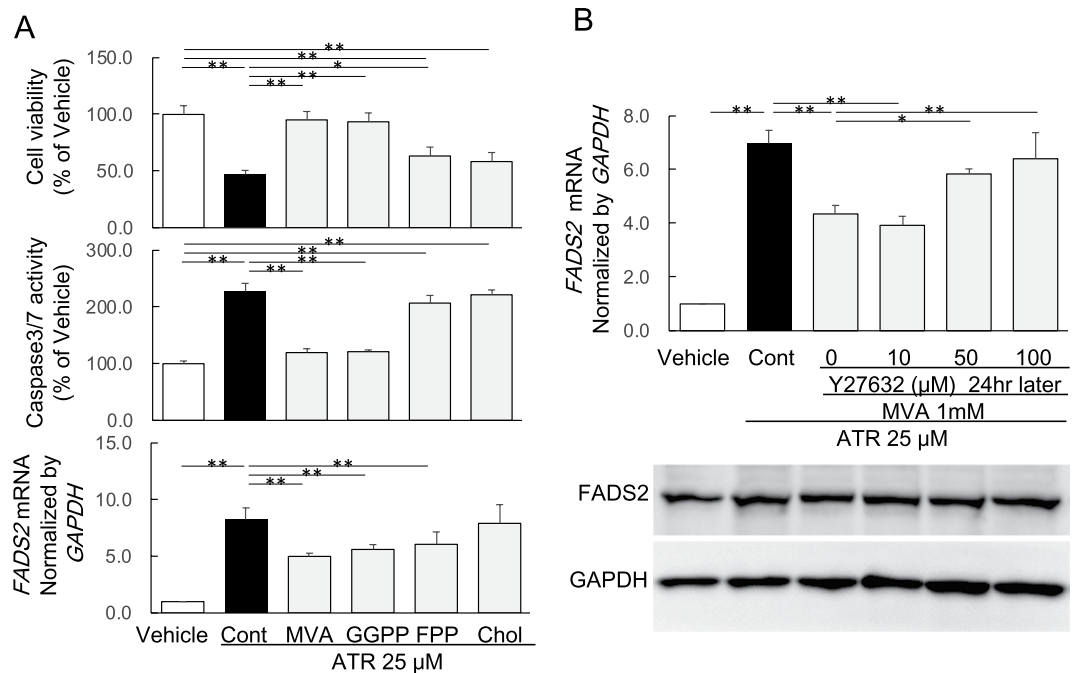 A
Cell viability
(% of Vehicle)
150.0
100.0
50.0
0.0
**
**
** *
**
**
Caspase3/7 activity
(% of Vehicle)
300.0
200.0
100.0
0.0
**
**
** **
**
FADS2 mRNA
Normalized by
GAPDH
15.0
10.0
5.0
0.0
** **
**
**
Vehicle Cont MVA GGPP FPP Chol
ATR 25 µM
B
FADS2 mRNA
Normalized by GAPDH
8.0
6.0
4.0
2.0
0.0
**
** ** **
*
Vehicle Cont 0 10 50 100
Y27632 (µM) 24hr later
MVA 1mM
ATR 25 µM
FADS2
GAPDH